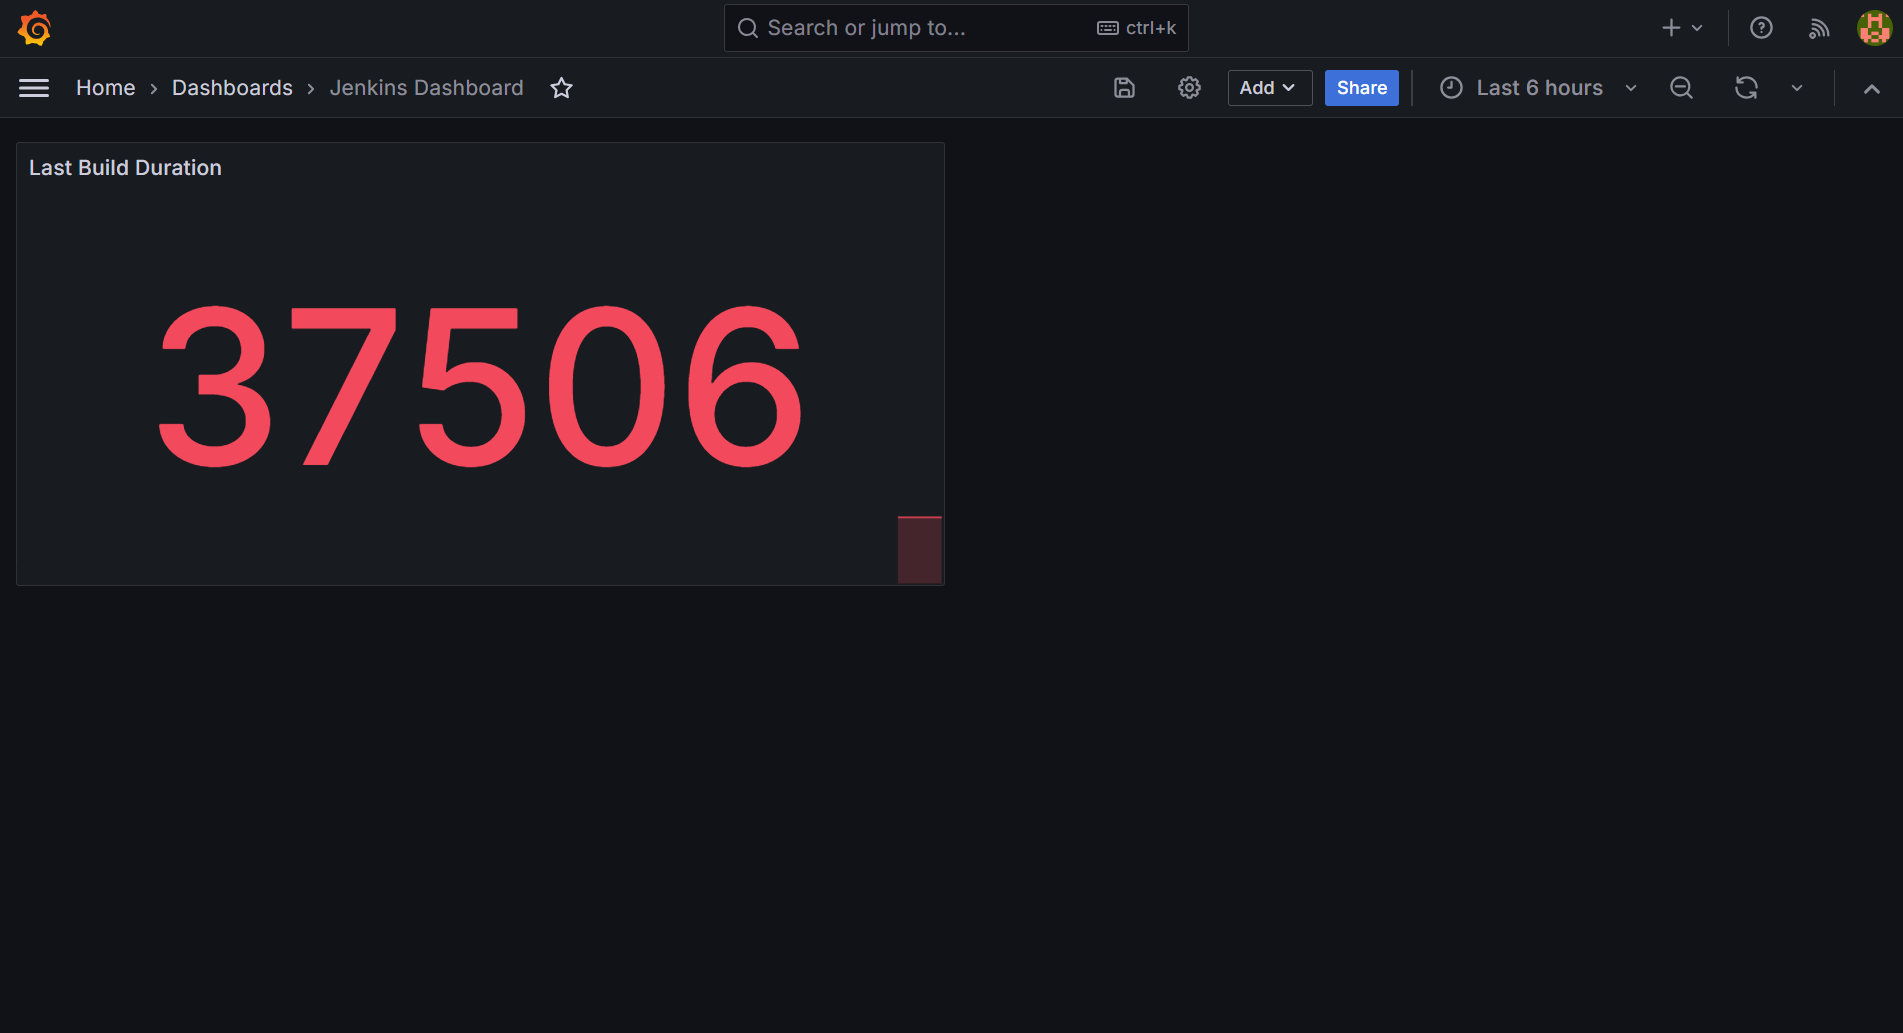 Search or jump to...
ctrl+k
Home
Dashboards
Jenkins Dashboard
Add
Share
Last 6 hours
Last Build Duration
37506